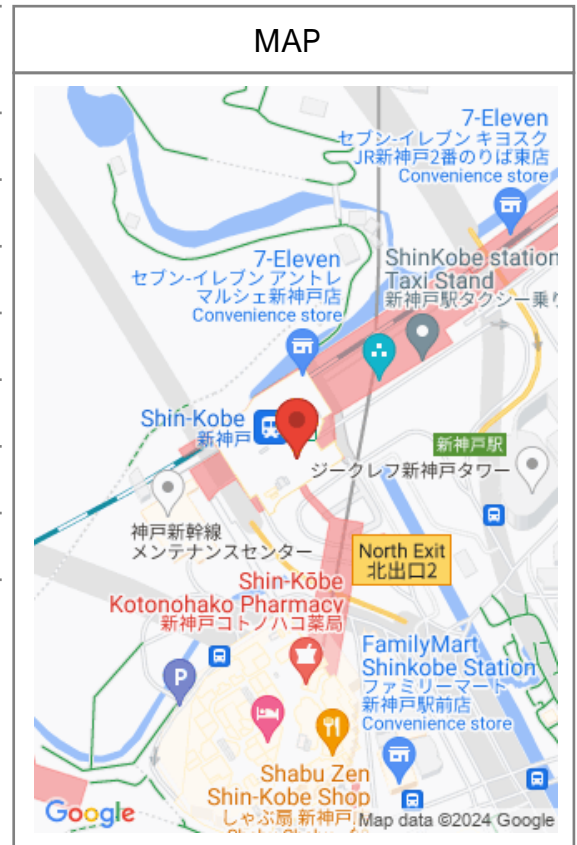 MAP
7-Eleven
セブン-イレブン キヨスク
JR新神戸2番のりば東店
Convenience store
7-Eleven
セブン-イレブン アントレ
マルシェ新神戸店
Convenience store
ShinKobe station
Taxi Stand
新神戸駅タクシー乗り
Shin-Kobe
新神戸
新神戸駅
ジークレフ新神戸タワー
神戸新幹線
メンテナンスセンター
North Exit
北出口2
Shin-Kōbe
Kotonohako Pharmacy
新神戸コトノハコ薬局
P
FamilyMart
Shinkobe Station
ファミリーマート
新神戸駅前店
Convenience store
Shabu Zen
Shin-Kobe Shop
しゃぶ扇 新神戸
Google
Map data ©2024 Google